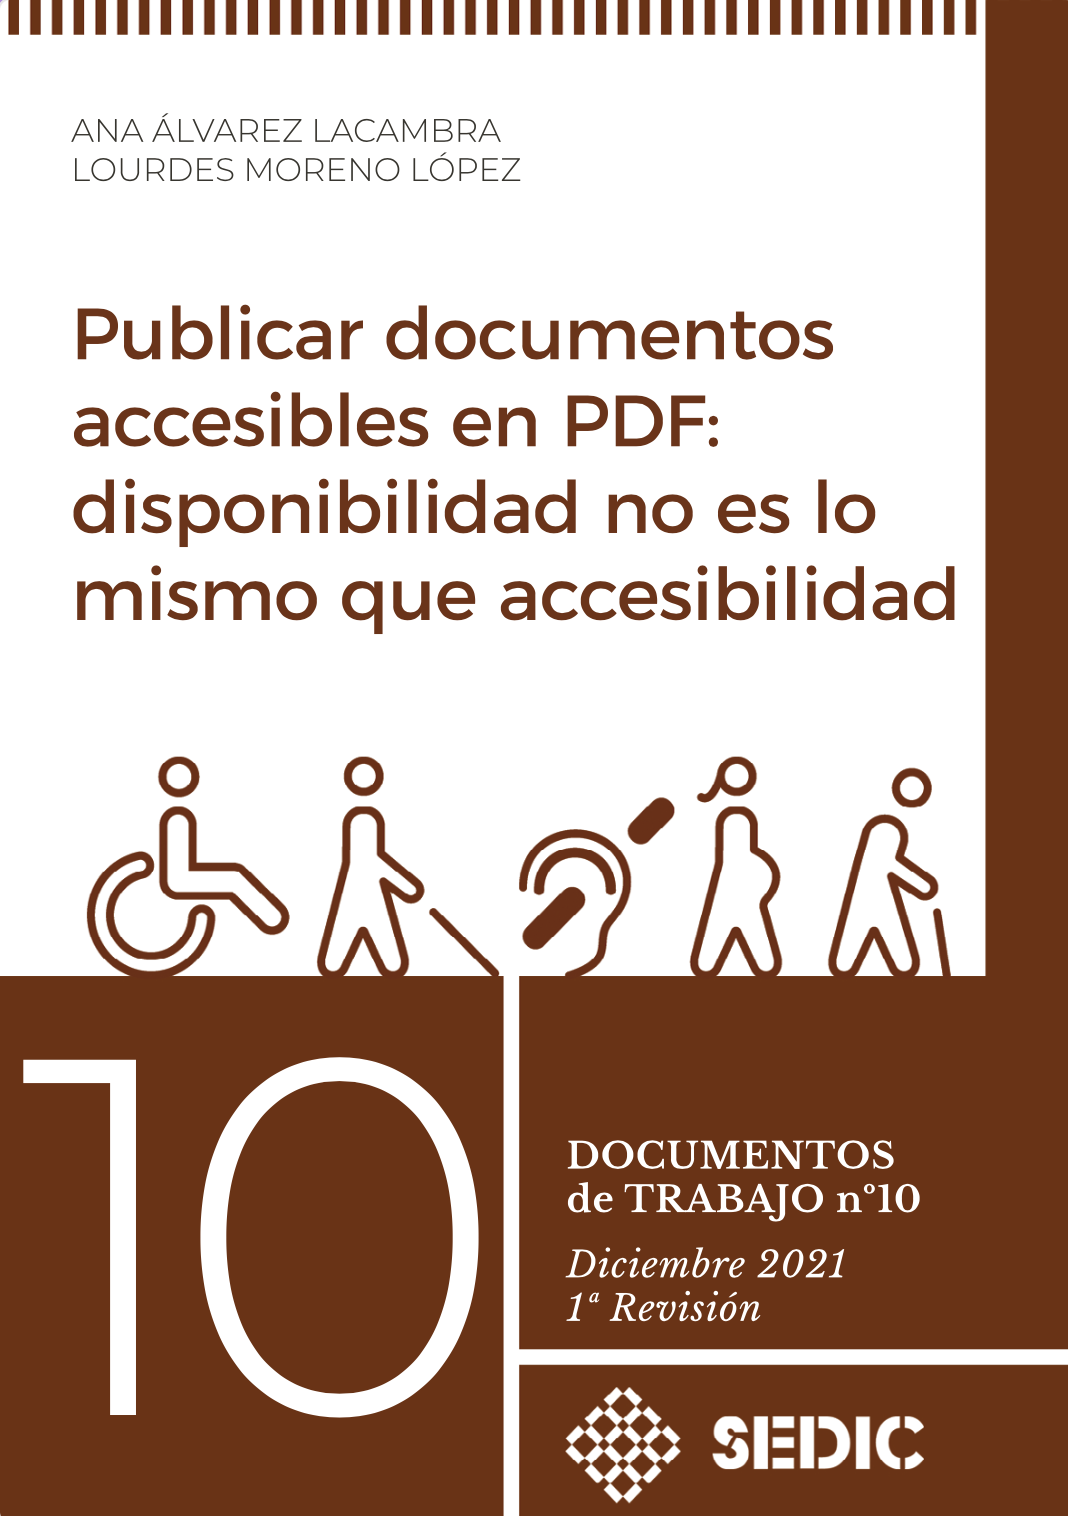 ANA ÁLVAREZ LACAMBRA
LOURDES MORENO LÓPEZ
Publicar documentos
accesibles en PDF:
disponibilidad no es lo
mismo que accesibilidad
10
DOCUMENTOS
de TRABAJO nº10
Diciembre 2021
1ª Revisión
SEDIC